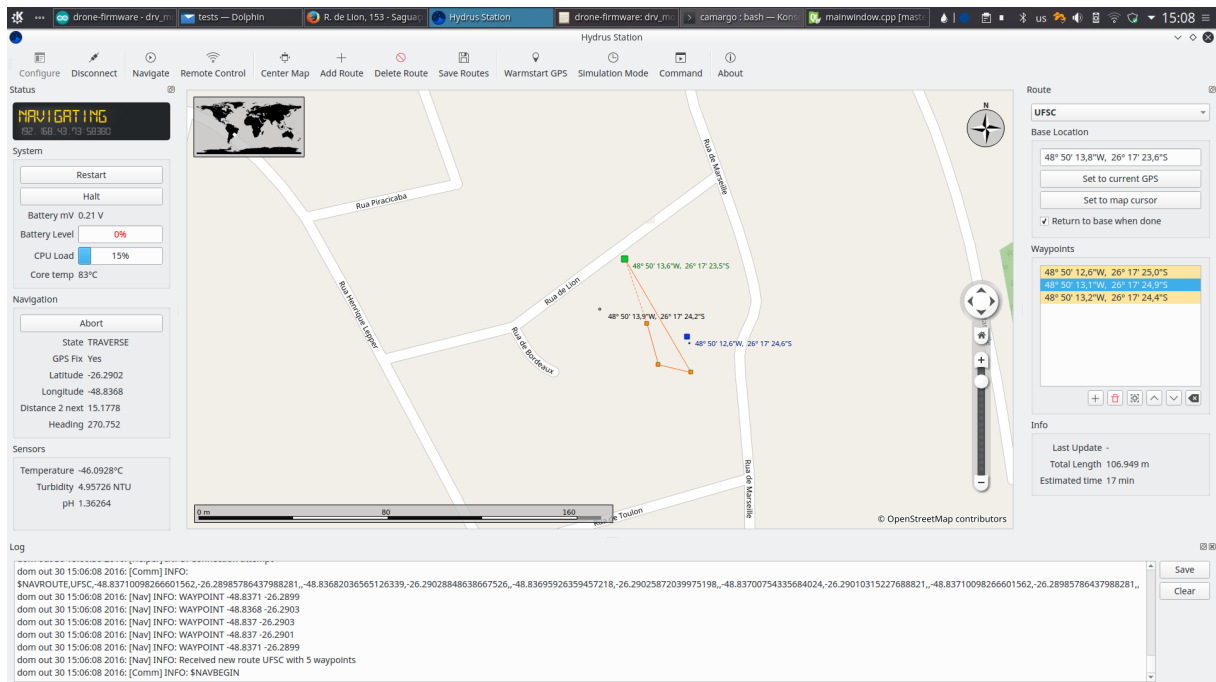 drone-firmware - drv_m
tests — Dolphin
R. de Lion, 153 - Saguaç
Hydrus Station
drone-firmware: drv_mo
camargo : bash — Kons
mainwindow.cpp [maste
us
15:08
Hydrus Station
Configure
Disconnect
Navigate
Remote Control
Center Map
Add Route
Delete Route
Save Routes
Warmstart GPS
Simulation Mode
Command
About
Status
NAVIGATING
192.168.43.73:58380
System
Restart
Halt
Battery mV 0.21 V
Battery Level 0%
CPU Load 15%
Core temp 83°C
Navigation
Abort
State TRAVERSE
GPS Fix Yes
Latitude -26.2902
Longitude -48.8368
Distance 2 next 15.1778
Heading 270.752
Sensors
Temperature -46.0928°C
Turbidity 4.95726 NTU
pH 1.36264
N
Rua de Marseille
Rua Piracicaba
48° 50' 13,6"W, 26° 17' 23,5"S
Rua de Lion
Rua Henrique Lepper
48° 50' 13,9"W, 26° 17' 24,2"S
Rua de Bordeaux
48° 50' 12,6"W, 26° 17' 24,6"S
Rua de Marseille
0 m 80 160
de Toulon
© OpenStreetMap contributors
Route
UFSC
Base Location
48° 50' 13,8"W, 26° 17' 23,6"S
Set to current GPS
Set to map cursor
Return to base when done
Waypoints
48° 50' 12,6"W, 26° 17' 25,0"S
48° 50' 13,1"W, 26° 17' 24,9"S
48° 50' 13,2"W, 26° 17' 24,4"S
Info
Last Update -
Total Length 106.949 m
Estimated time 17 min
Log
dom out 30 15:06:08 2016: [Comm] INFO:
$NAVROUTE,UFSC,-48.83710098266601562,-26.28985786437988281,,-48.83682036565126339,-26.29028848638667526,,-48.83695926359457218,-26.29025872039975198,,-48.83700754335684024,-26.29010315227688821,,-48.83710098266601562,-26.28985786437988281,,
dom out 30 15:06:08 2016: [Nav] INFO: WAYPOINT -48.8371 -26.2899
dom out 30 15:06:08 2016: [Nav] INFO: WAYPOINT -48.8368 -26.2903
dom out 30 15:06:08 2016: [Nav] INFO: WAYPOINT -48.837 -26.2903
dom out 30 15:06:08 2016: [Nav] INFO: WAYPOINT -48.837 -26.2901
dom out 30 15:06:08 2016: [Nav] INFO: WAYPOINT -48.8371 -26.2899
dom out 30 15:06:08 2016: [Nav] INFO: Received new route UFSC with 5 waypoints
dom out 30 15:06:08 2016: [Comm] INFO: $NAVBEGIN
Save
Clear